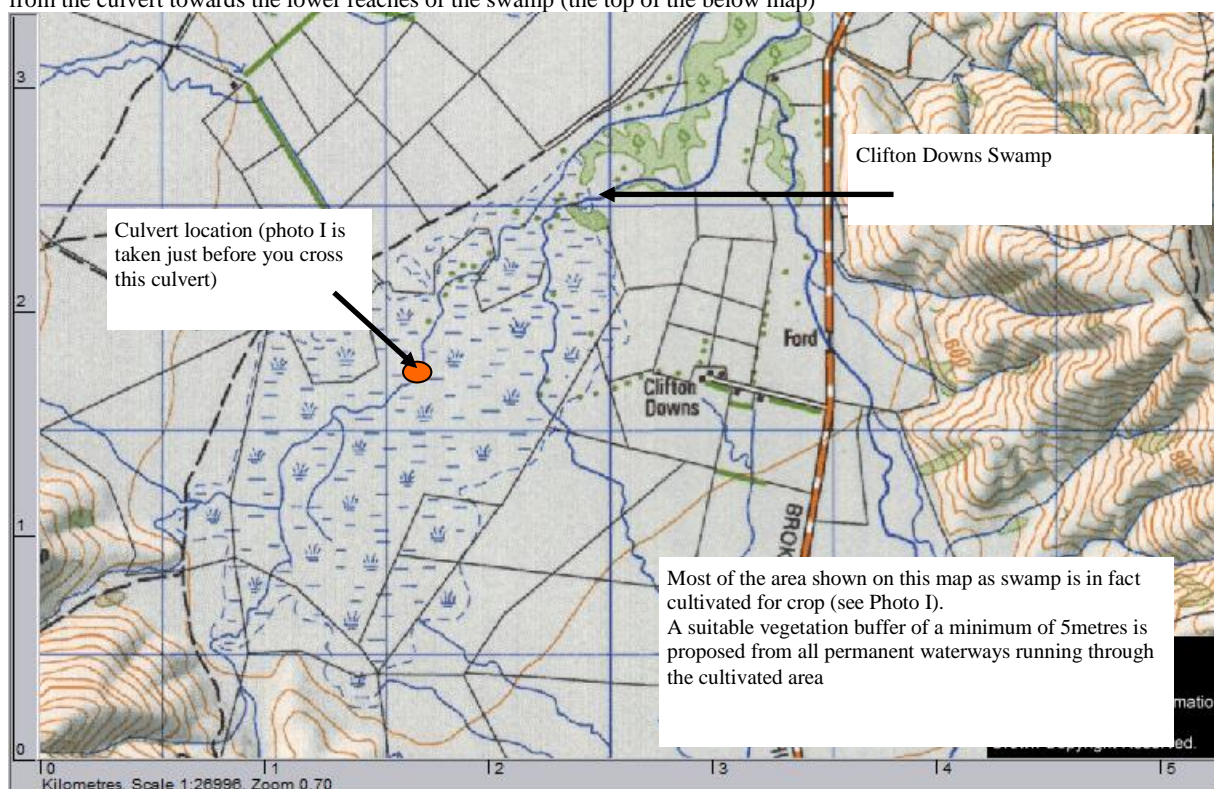 from the culvert towards the lower reaches of the swamp (the top of the below map)
3
Clifton Downs Swamp
Culvert location (photo I is
taken just before you cross
this culvert)
2
Ford
600
Clifton
Downs
800
1
BROK
Most of the area shown on this map as swamp is in fact
cultivated for crop (see Photo I).
A suitable vegetation buffer of a minimum of 5metres is
proposed from all permanent waterways running through
the cultivated area
matio
ed.
0
0 1 2 3 4 5
Kilometres. Scale 1:26996. Zoom 0.70